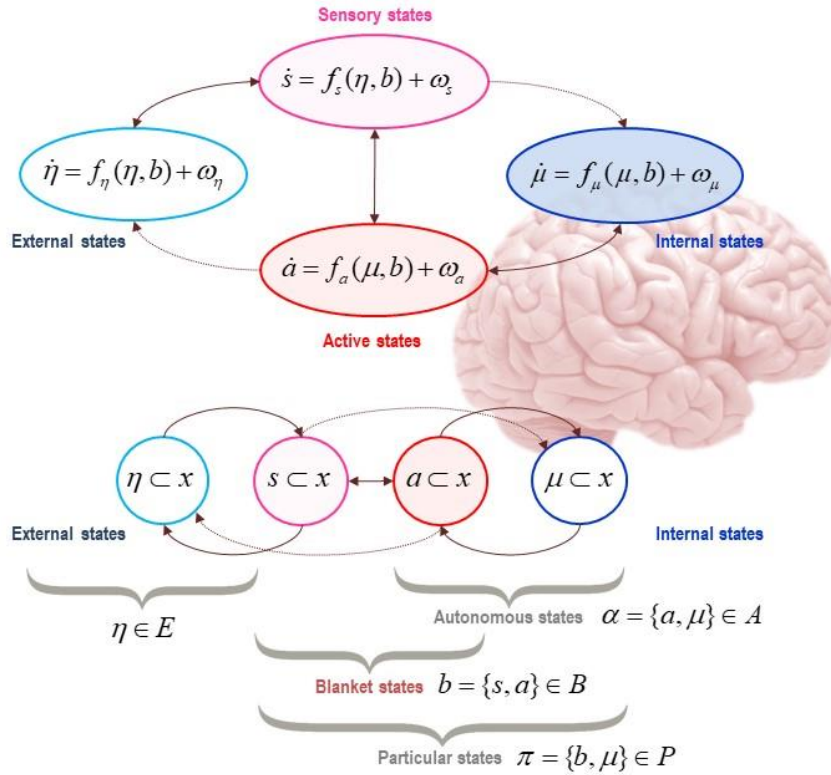 Sensory states
ṡ = f_s(η, b) + ω_s
η̇ = f_η(η, b) + ω_η
μ̇ = f_μ(μ, b) + ω_μ
External states
Internal states
ȧ = f_a(μ, b) + ω_a
Active states
η ⊂ x
s ⊂ x
a ⊂ x
μ ⊂ x
External states
Internal states
η ∈ E
Autonomous states α = {a, μ} ∈ A
Blanket states b = {s, a} ∈ B
Particular states π = {b, μ} ∈ P